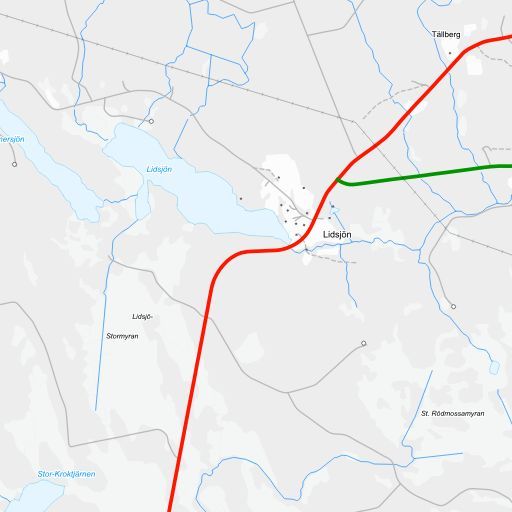 Tällberg
Lidsjön
Lidsjön
Lidsjö-
Stormyran
St. Rödmossamyran
Stor-Kroktjärnen